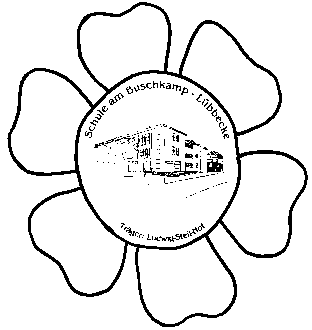 Schule am Buschkamp - Lübbecke
Träger: Ludwig-Steil-Hof